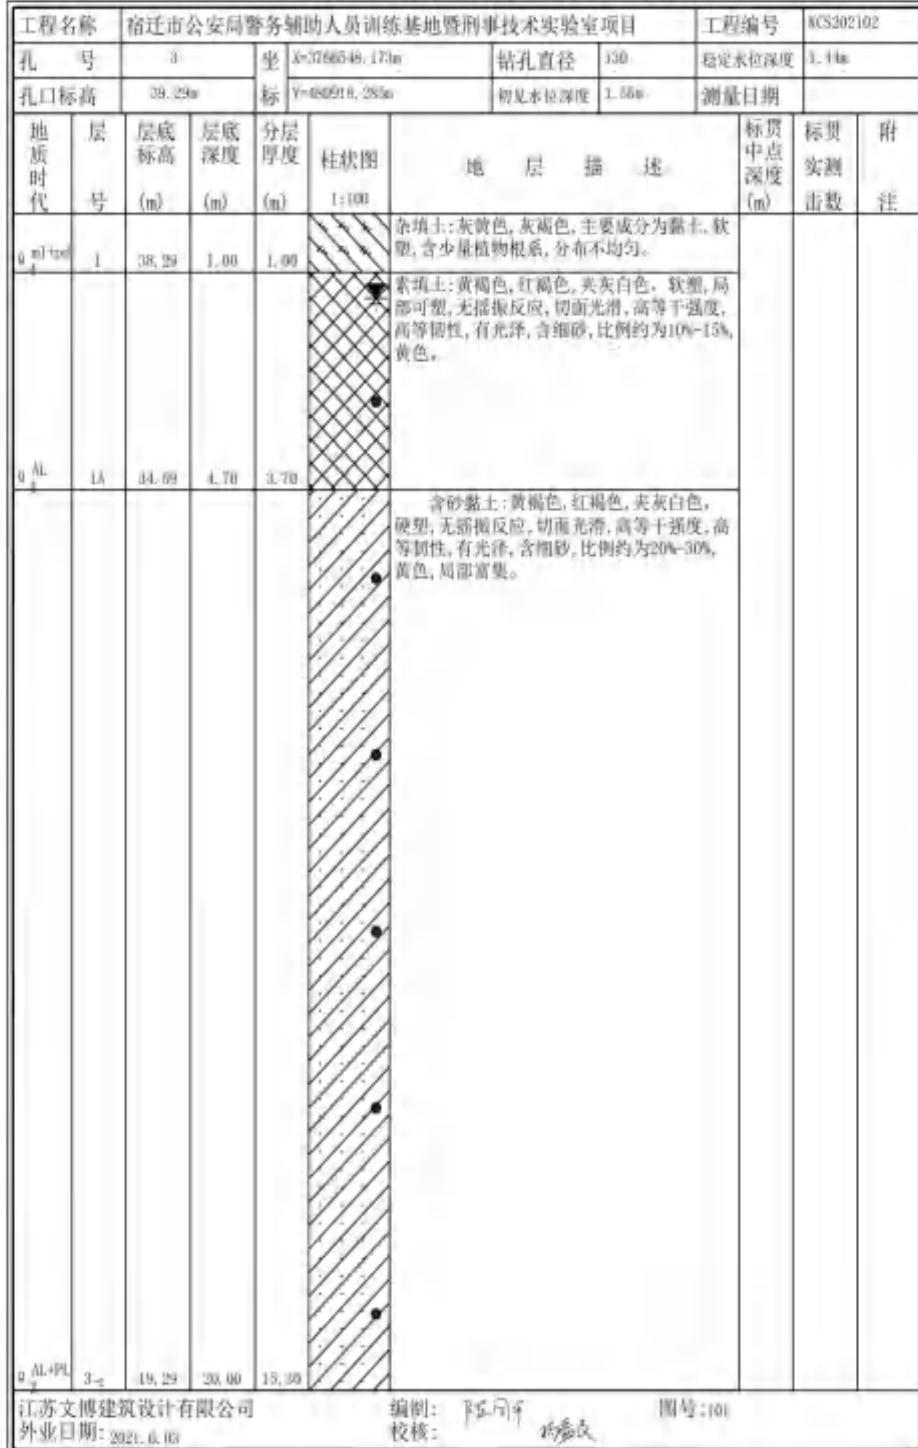 工程名称 宿迁市公安局警务辅助人员训练基地暨刑事技术实验室项目 工程编号 KCS202102
孔 号 3 坐 X=3766548.173m 钻孔直径 130 稳定水位深度 1.44m
孔口标高 39.29m 标 Y=480918.285m 初见水位深度 1.56m 测量日期
地质时代 层号 层底标高(m) 层底深度(m) 分层厚度(m) 柱状图 1:100 地层描述 标贯中点深度(m) 标贯实测击数 附注
杂填土:灰黄色,灰褐色,主要成分为黏土,软
塑,含少量植物根系,分布不均匀。
1 38.29 1.00 1.00
素填土:黄褐色,红褐色,夹灰白色,软塑,局
部可塑,无摇振反应,切面光滑,高等干强度,
高等韧性,有光泽,含细砂,比例约为10%-15%,
黄色。
Q AL 1A 34.69 4.70 3.70
含砂黏土:黄褐色,红褐色,夹灰白色,
硬塑,无摇振反应,切面光滑,高等干强度,高
等韧性,有光泽,含细砂,比例约为20%-30%,
黄色,局部富集。
Q AL+PL 19.29 20.00 15.30
江苏文博建筑设计有限公司 编制: 图号:101
外业日期: 2021.6.03 校核: